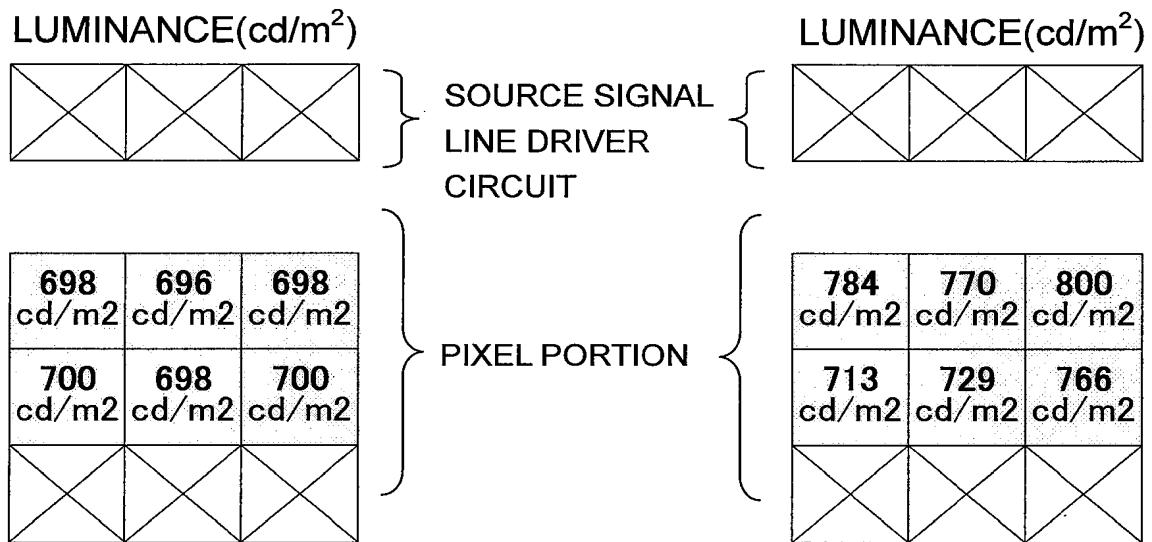 LUMINANCE(cd/m²)
LUMINANCE(cd/m²)
SOURCE SIGNAL
LINE DRIVER
CIRCUIT
698 696 698 784 770 800
cd/m2 cd/m2 cd/m2 cd/m2 cd/m2 cd/m2
PIXEL PORTION
700 698 700 713 729 766
cd/m2 cd/m2 cd/m2 cd/m2 cd/m2 cd/m2